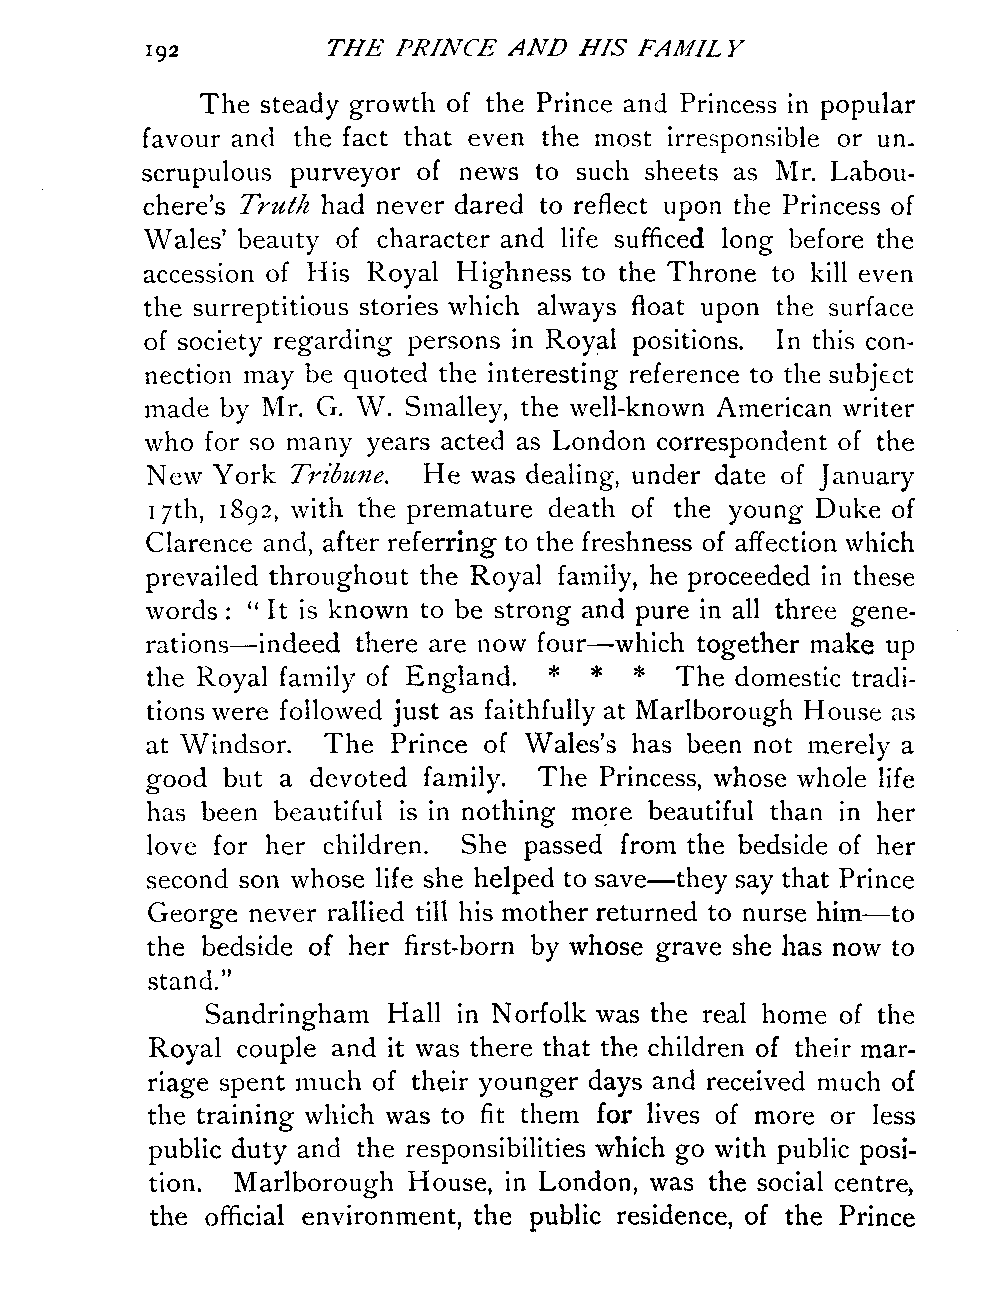 192 THE PRINCE AND HIS FAMILY
The steady growth of the Prince and Princess in popular
favour and the fact that even the most irresponsible or un-
scrupulous purveyor of news to such sheets as Mr. Labou-
chere's Truth had never dared to reflect upon the Princess of
Wales' beauty of character and life sufficed long before the
accession of His Royal Highness to the Throne to kill even
the surreptitious stories which always float upon the surface
of society regarding persons in Royal positions. In this con-
nection may be quoted the interesting reference to the subject
made by Mr. G. W. Smalley, the well-known American writer
who for so many years acted as London correspondent of the
New York Tribune. He was dealing, under date of January
17th, 1892, with the premature death of the young Duke of
Clarence and, after referring to the freshness of affection which
prevailed throughout the Royal family, he proceeded in these
words: "It is known to be strong and pure in all three gene-
rations—indeed there are now four—which together make up
the Royal family of England. * * * The domestic tradi-
tions were followed just as faithfully at Marlborough House as
at Windsor. The Prince of Wales's has been not merely a
good but a devoted family. The Princess, whose whole life
has been beautiful is in nothing more beautiful than in her
love for her children. She passed from the bedside of her
second son whose life she helped to save—they say that Prince
George never rallied till his mother returned to nurse him—to
the bedside of her first-born by whose grave she has now to
stand."
Sandringham Hall in Norfolk was the real home of the
Royal couple and it was there that the children of their mar-
riage spent much of their younger days and received much of
the training which was to fit them for lives of more or less
public duty and the responsibilities which go with public posi-
tion. Marlborough House, in London, was the social centre,
the official environment, the public residence, of the Prince